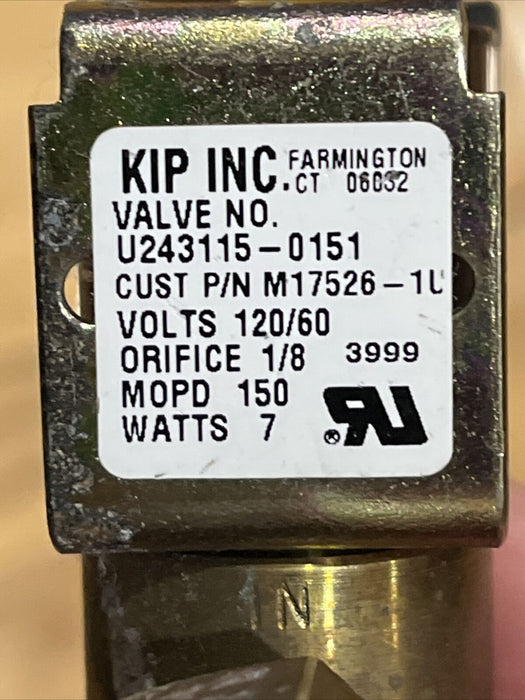 KIP INC. FARMINGTON
CT 06032
VALVE NO.
U243115-0151
CUST P/N M17526-1U
VOLTS 120/60
ORIFICE 1/8 3999
MOPD 150
WATTS 7
RU®
IN